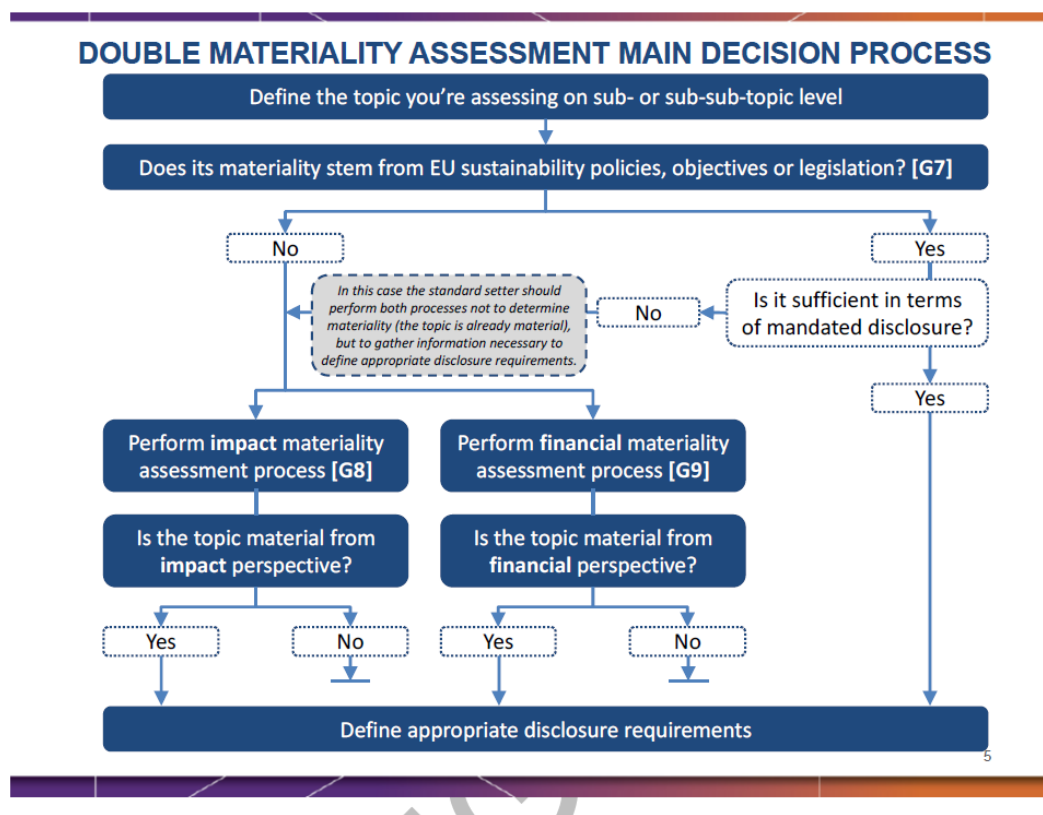 DOUBLE MATERIALITY ASSESSMENT MAIN DECISION PROCESS
Define the topic you're assessing on sub- or sub-sub-topic level
Does its materiality stem from EU sustainability policies, objectives or legislation? [G7]
No
Yes
In this case the standard setter should
perform both processes not to determine
materiality (the topic is already material),
but to gather information necessary to
define appropriate disclosure requirements.
No
Is it sufficient in terms
of mandated disclosure?
Yes
Perform impact materiality
assessment process [G8]
Perform financial materiality
assessment process [G9]
Is the topic material from
impact perspective?
Is the topic material from
financial perspective?
Yes
No
Yes
No
Define appropriate disclosure requirements
5